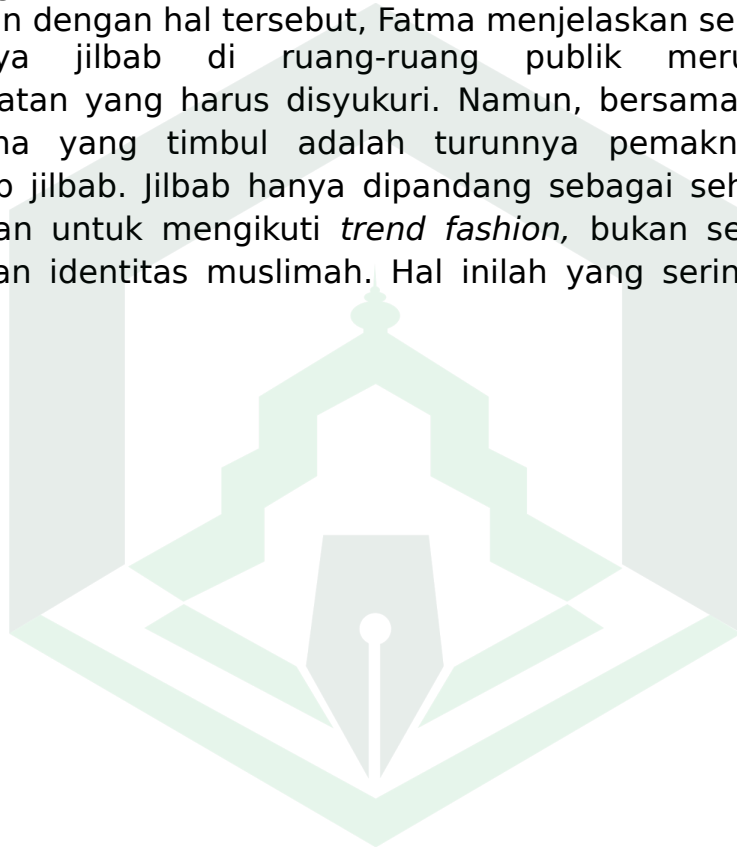 n dengan hal tersebut, Fatma menjelaskan se
ya jilbab di ruang-ruang publik meru
atan yang harus disyukuri. Namun, bersama
na yang timbul adalah turunnya pemakn
p jilbab. Jilbab hanya dipandang sebagai seh
an untuk mengikuti trend fashion, bukan se
an identitas muslimah. Hal inilah yang serin